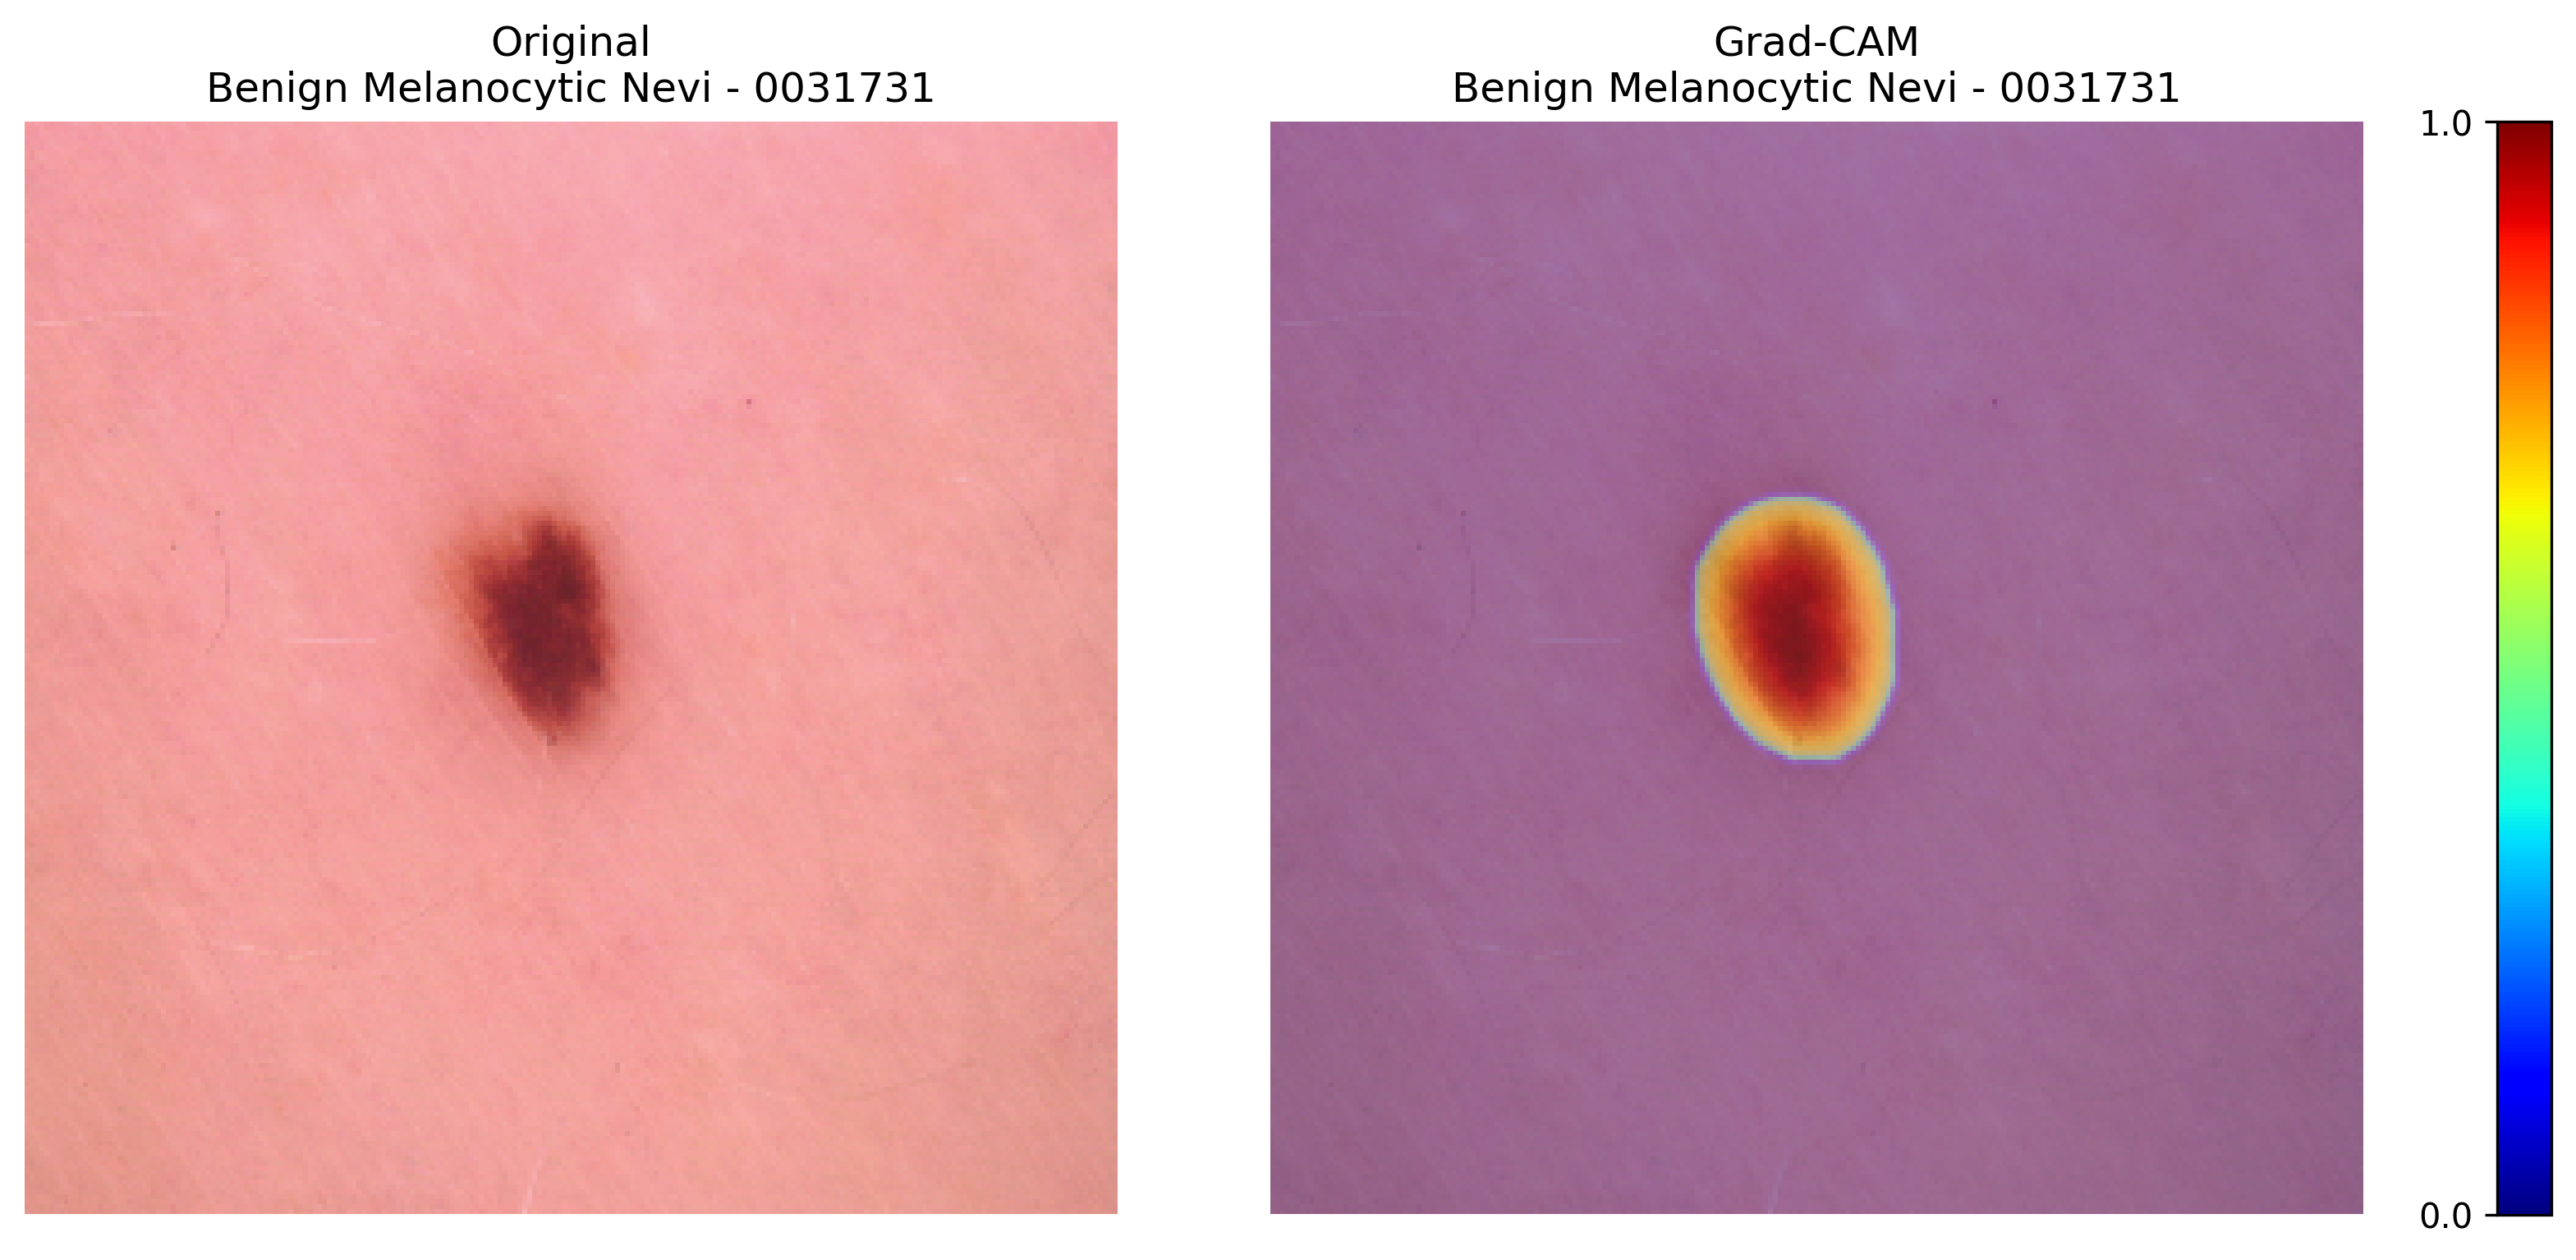 Original
Benign Melanocytic Nevi - 0031731
Grad-CAM
Benign Melanocytic Nevi - 0031731
1.0
0.0